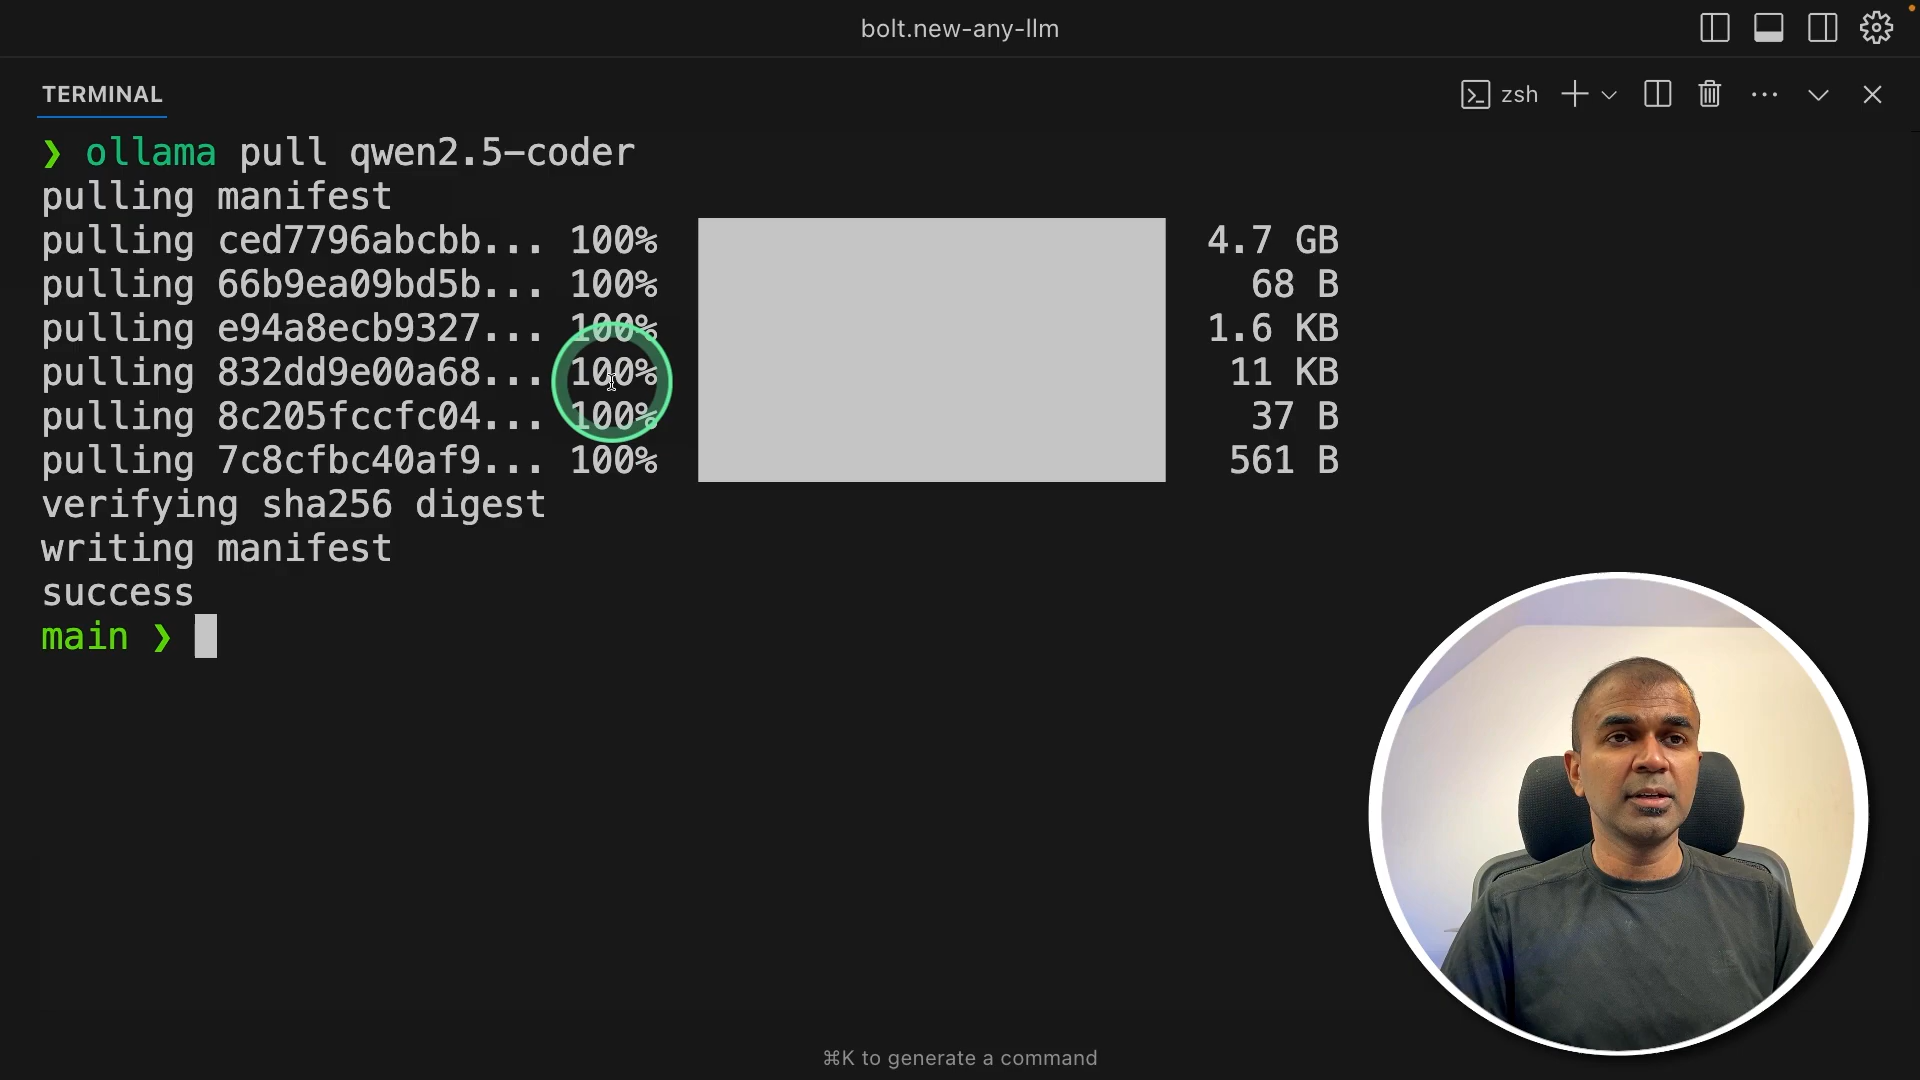 bolt.new-any-llm
TERMINAL
zsh
❯ ollama pull qwen2.5-coder
pulling manifest
pulling ced7796abcbb... 100% 4.7 GB
pulling 66b9ea09bd5b... 100% 68 B
pulling e94a8ecb9327... 100% 1.6 KB
pulling 832dd9e00a68... 100% 11 KB
pulling 8c205fccfc04... 100% 37 B
pulling 7c8cfbc40af9... 100% 561 B
verifying sha256 digest
writing manifest
success
main ❯
⌘K to generate a command